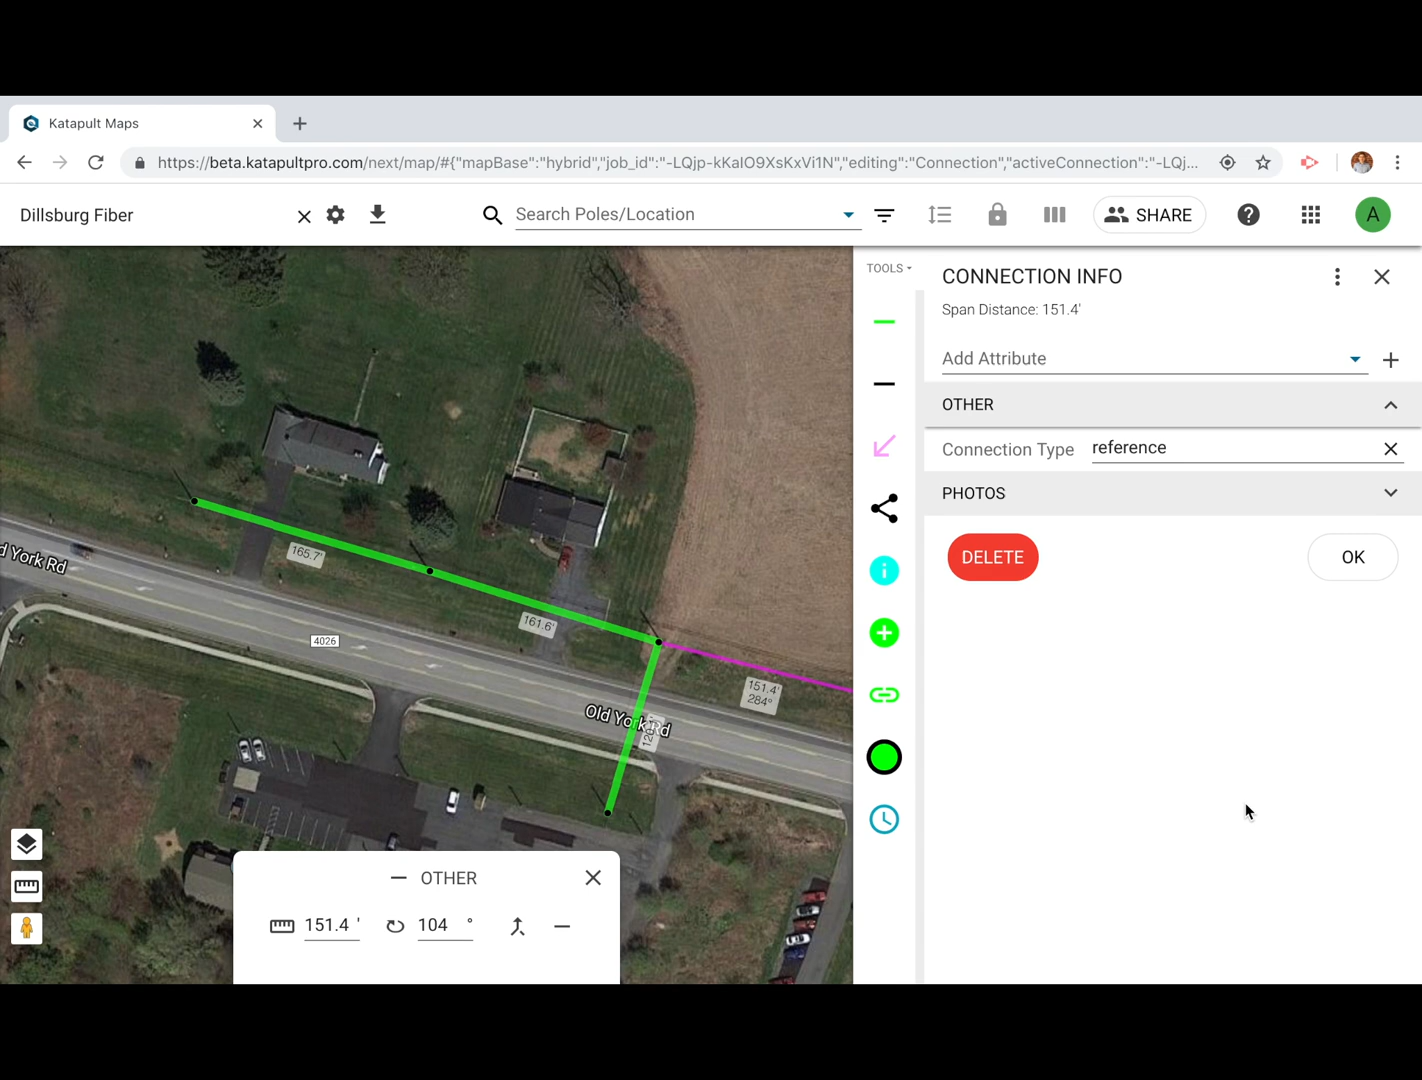 Katapult Maps
https://beta.katapultpro.com/next/map/#{"mapBase":"hybrid","job_id":"-LQjp-kKaIO9XsKxVi1N","editing":"Connection","activeConnection":"-LQj...
Dillsburg Fiber
Search Poles/Location
SHARE
A
TOOLS
CONNECTION INFO
Span Distance: 151.4'
Add Attribute
OTHER
Connection Type reference
PHOTOS
DELETE
OK
165.7'
d York Rd
161.6'
4026
151.4'
284°
Old York Rd
OTHER
151.4 '
104 °